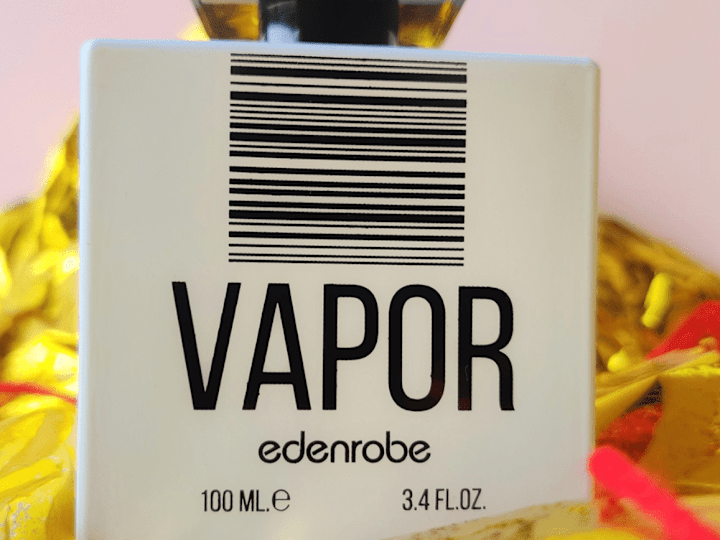 VAPOR
edenrobe
100 ML.℮ 3.4 FL.OZ.